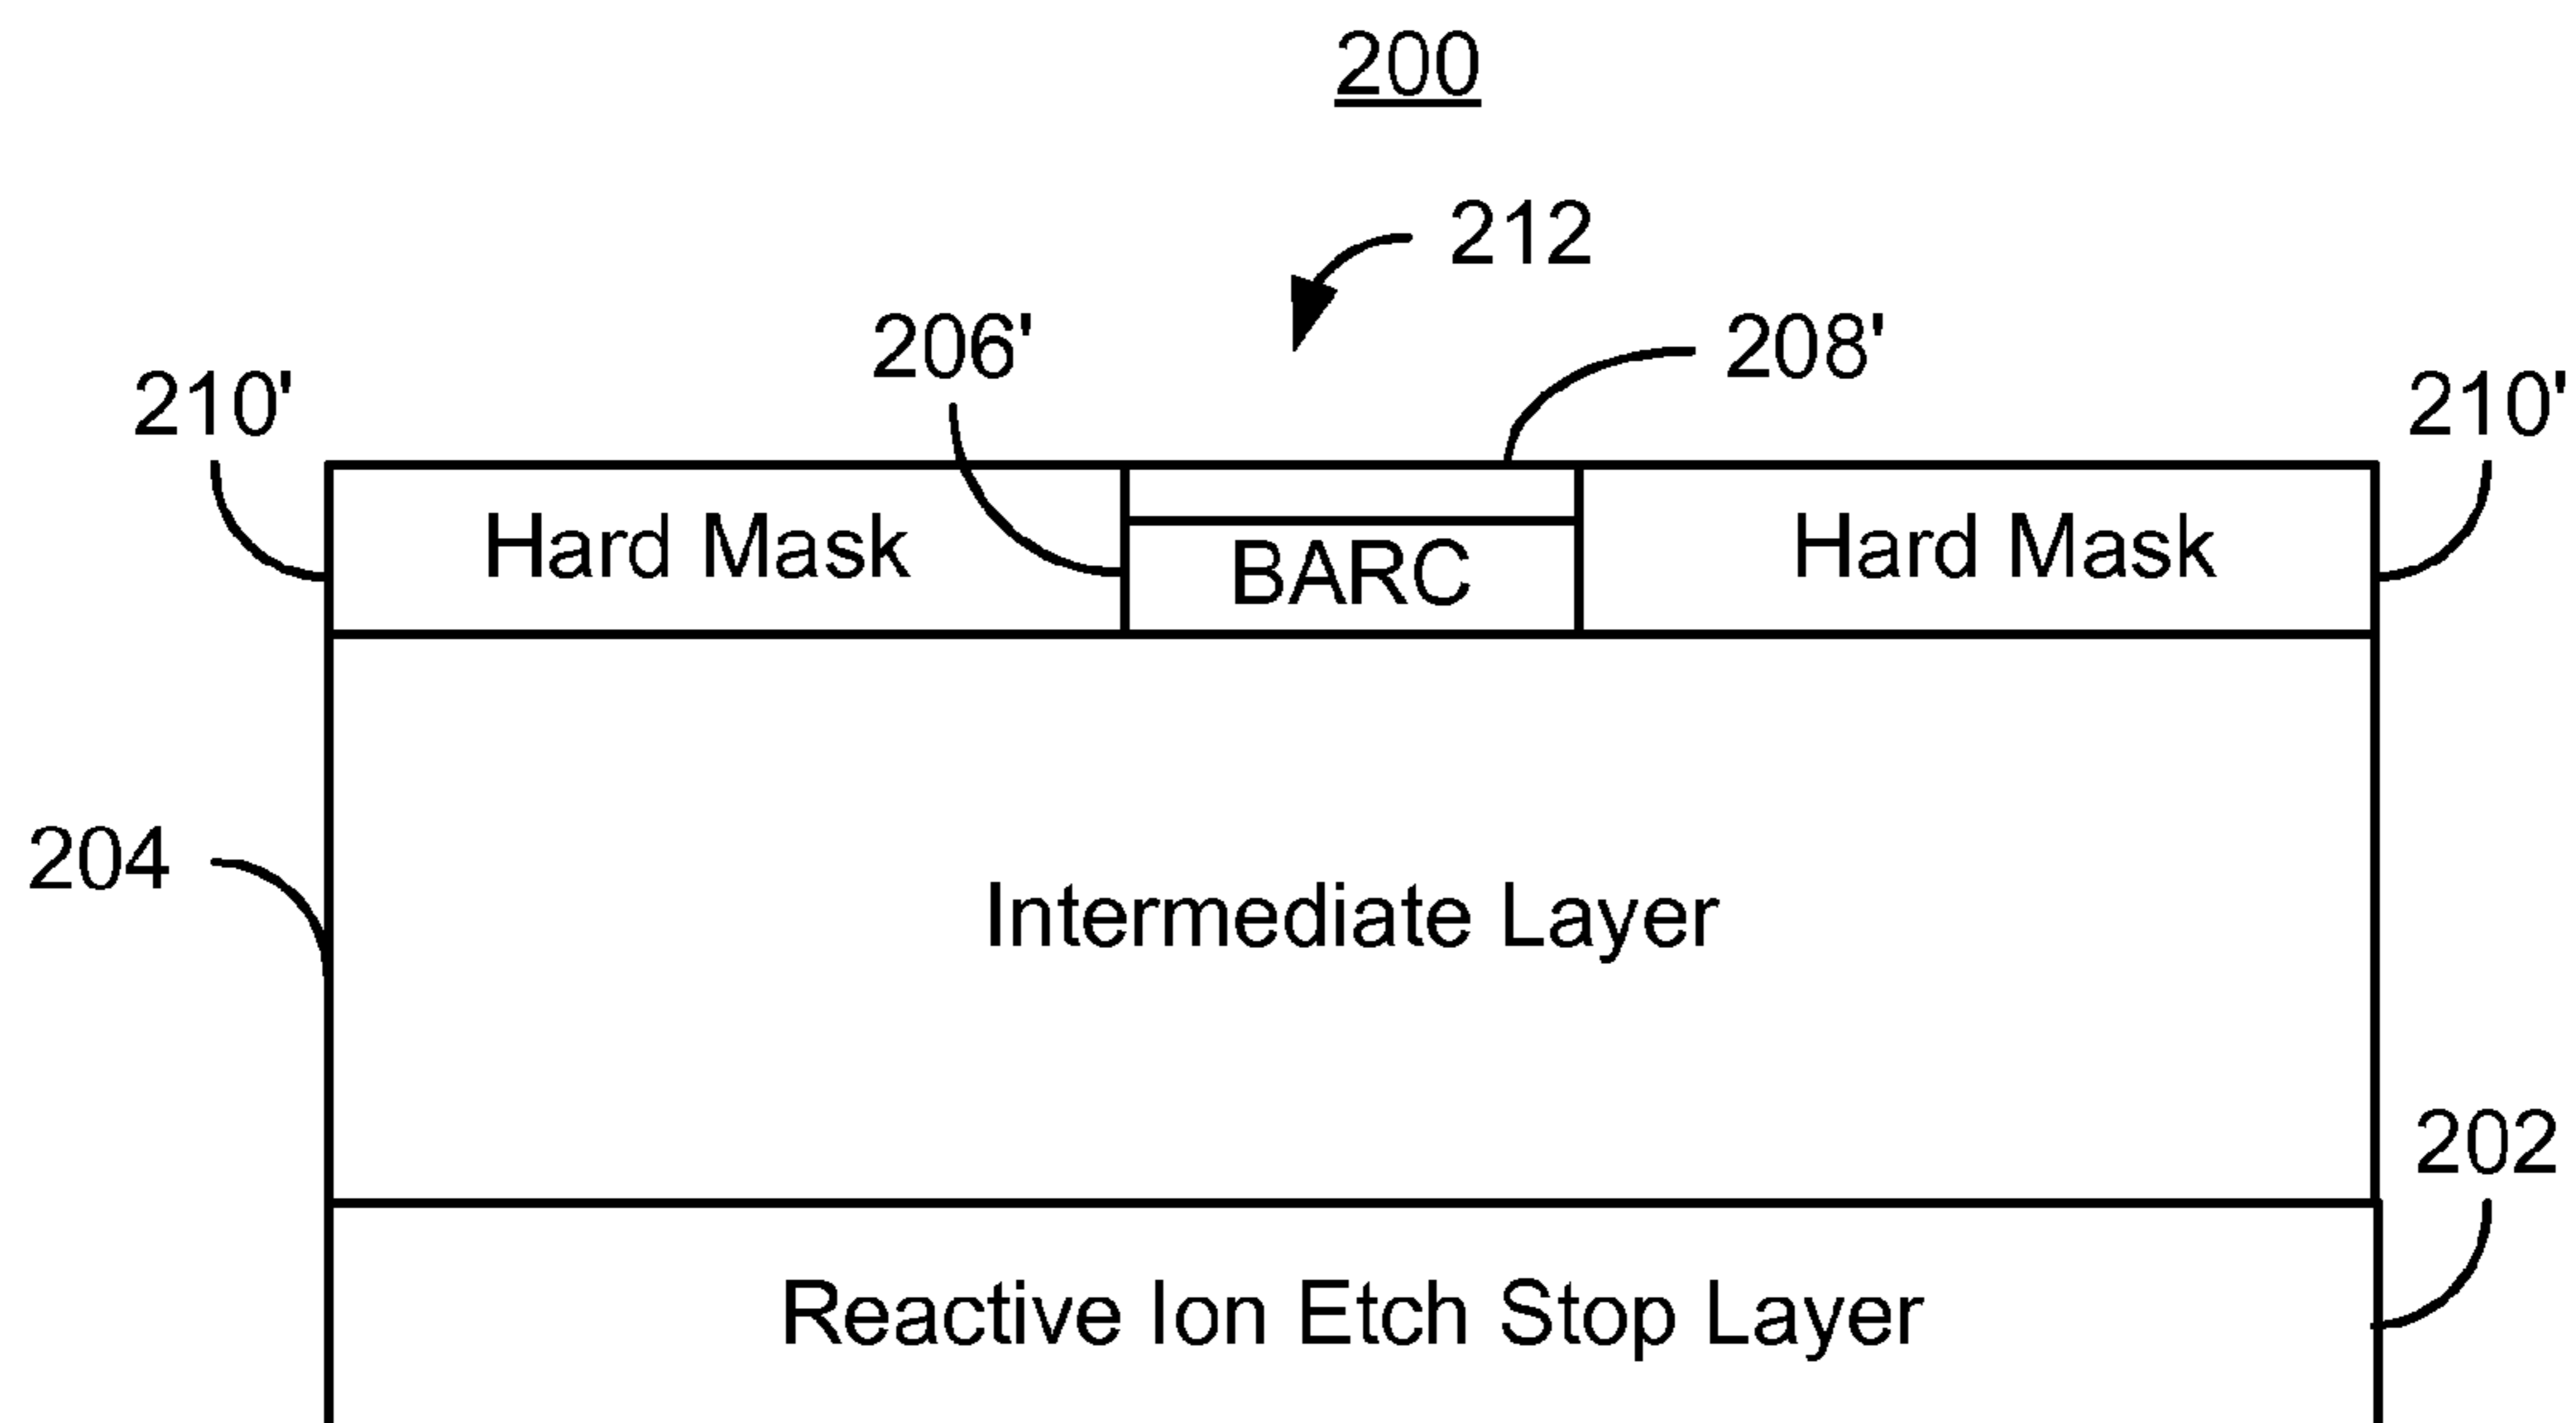 200
212
206'
208'
210'
210'
Hard Mask
BARC
Hard Mask
204
Intermediate Layer
202
Reactive Ion Etch Stop Layer